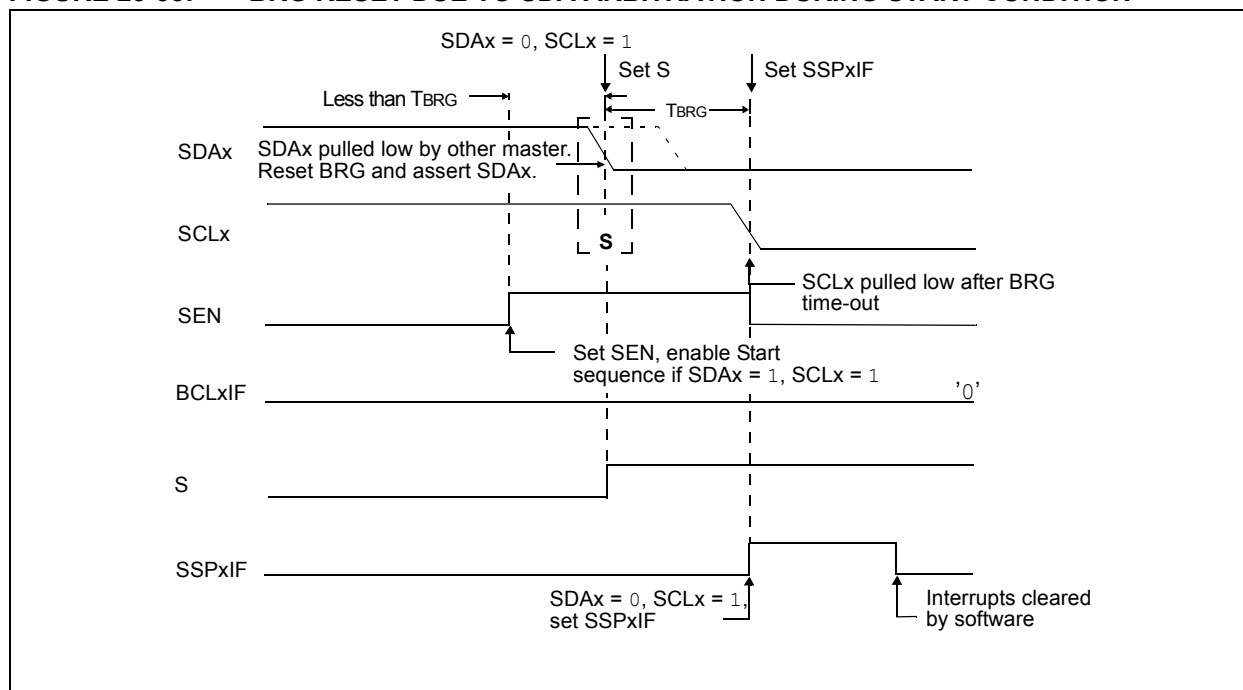 SDAx = 0, SCLx = 1
Set S
Set SSPxIF
Less than TBRG
TBRG
SDAx
SDAx pulled low by other master.
Reset BRG and assert SDAx.
SCLx
S
SCLx pulled low after BRG
time-out
SEN
Set SEN, enable Start
sequence if SDAx = 1, SCLx = 1
BCLxIF
'0'
S
SSPxIF
SDAx = 0, SCLx = 1,
set SSPxIF
Interrupts cleared
by software